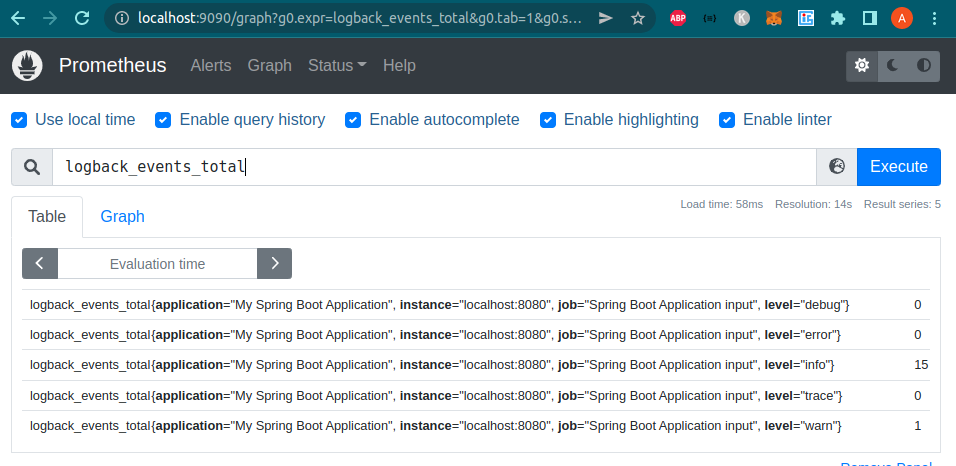 localhost:9090/graph?g0.expr=logback_events_total&g0.tab=1&g0.s...
ABP
K
A
Prometheus Alerts Graph Status Help
Use local time Enable query history Enable autocomplete Enable highlighting Enable linter
logback_events_total Execute
Load time: 58ms Resolution: 14s Result series: 5
Table Graph
Evaluation time
logback_events_total{application="My Spring Boot Application", instance="localhost:8080", job="Spring Boot Application input", level="debug"} 0
logback_events_total{application="My Spring Boot Application", instance="localhost:8080", job="Spring Boot Application input", level="error"} 0
logback_events_total{application="My Spring Boot Application", instance="localhost:8080", job="Spring Boot Application input", level="info"} 15
logback_events_total{application="My Spring Boot Application", instance="localhost:8080", job="Spring Boot Application input", level="trace"} 0
logback_events_total{application="My Spring Boot Application", instance="localhost:8080", job="Spring Boot Application input", level="warn"} 1
Remove Panel